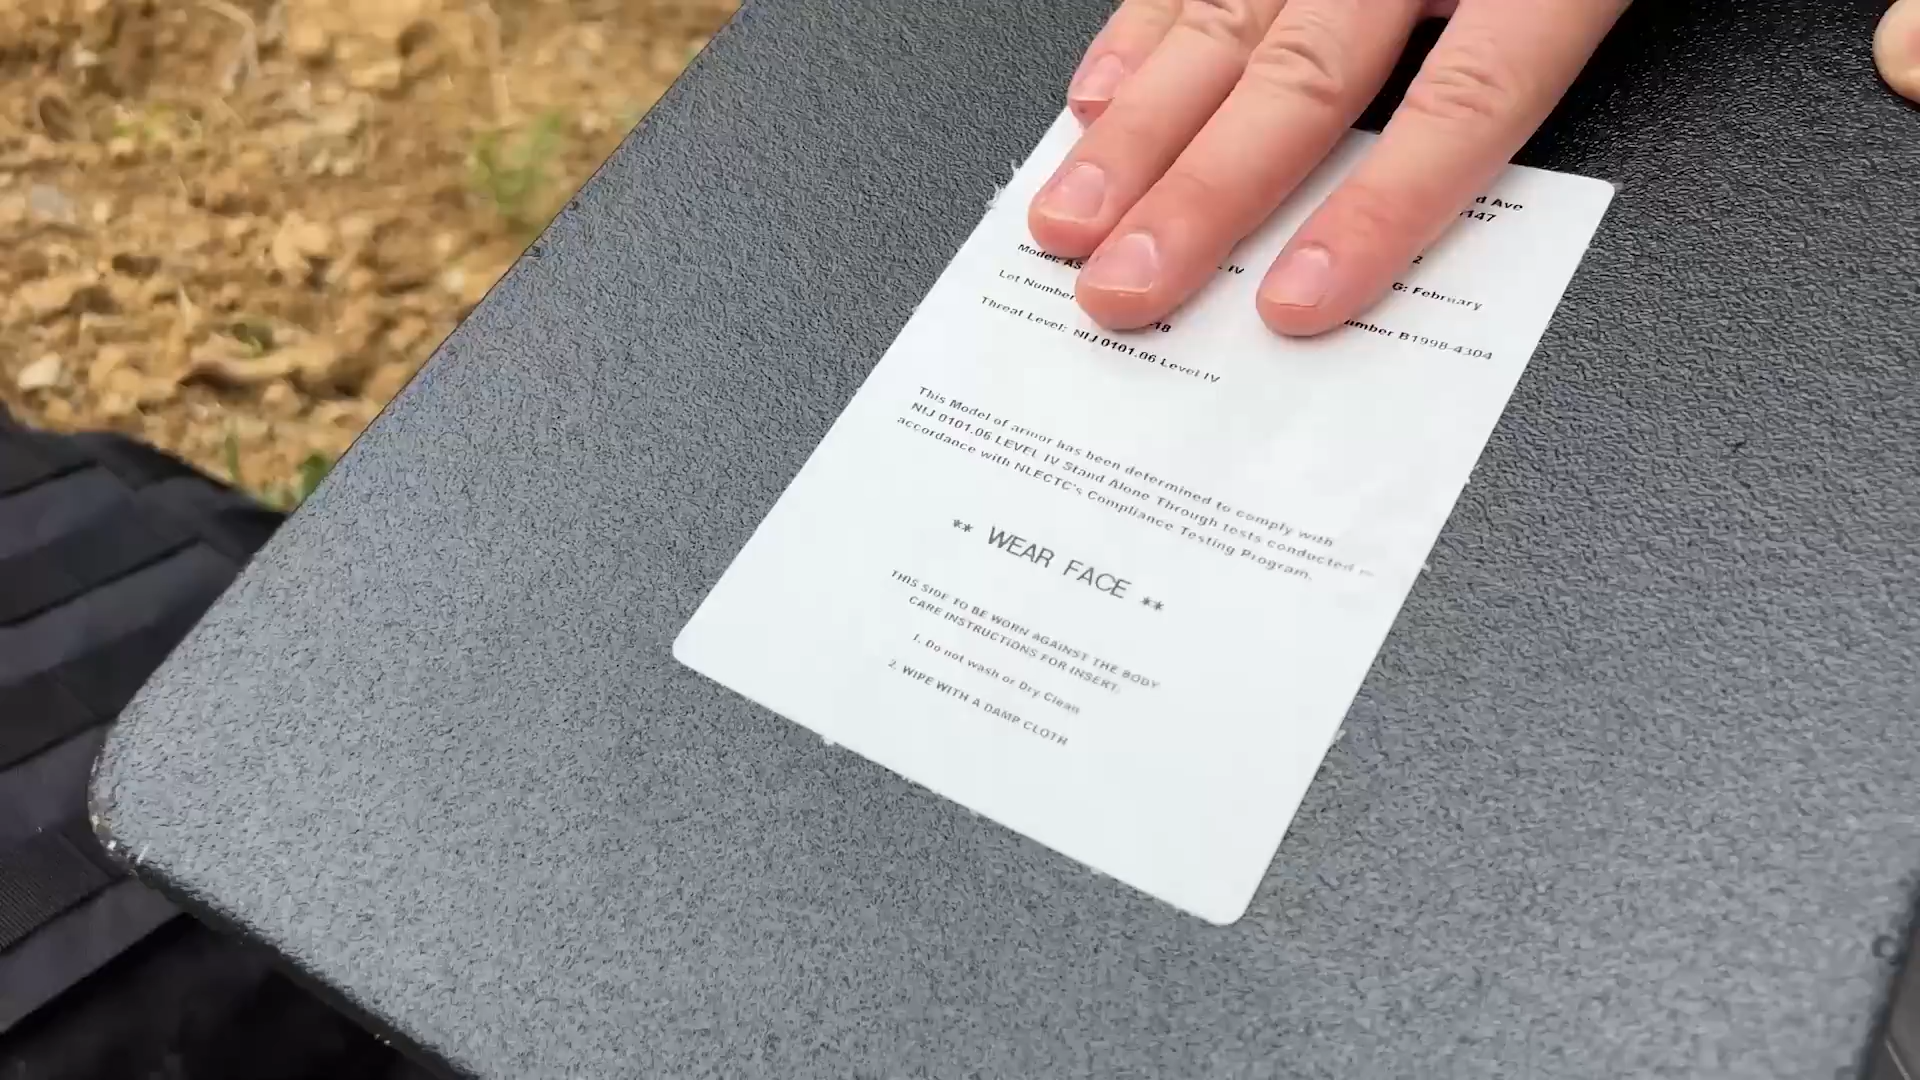 d Ave
147
2
Model: AS
IV
G: February
Lot Number
-18
umber B1998-4304
Threat Level: NIJ 0101.06 Level IV
This Model of armor has been determined to comply with
NIJ 0101.06 LEVEL IV Stand Alone Through tests conducted in
accordance with NLECTC's Compliance Testing Program.
** WEAR FACE **
THIS SIDE TO BE WORN AGAINST THE BODY
CARE INSTRUCTIONS FOR INSERT:
1. Do not wash or Dry Clean
2. WIPE WITH A DAMP CLOTH